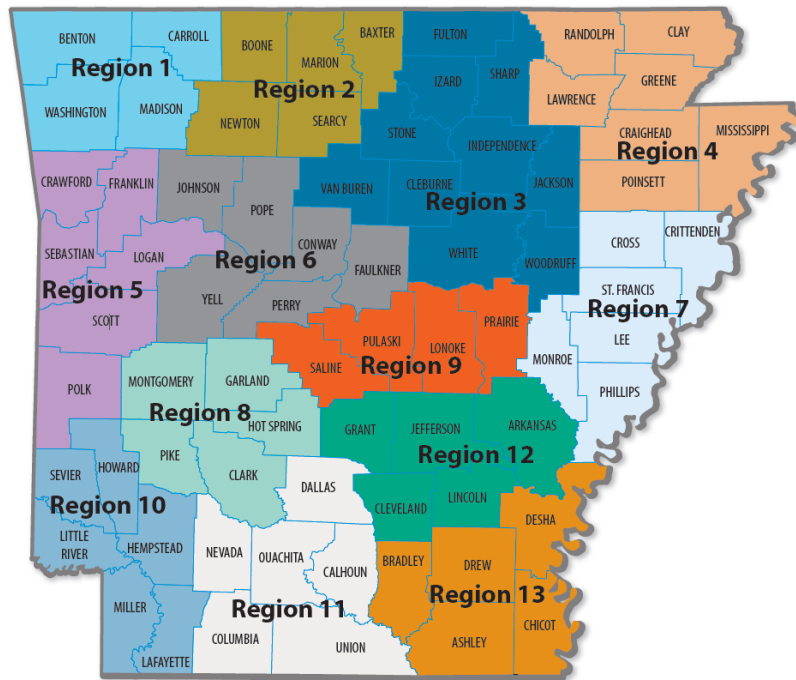 BENTON
CARROLL
Region 1
WASHINGTON
MADISON
BOONE
MARION
BAXTER
Region 2
NEWTON
SEARCY
FULTON
IZARD
SHARP
STONE
INDEPENDENCE
VAN BUREN
CLEBURNE
JACKSON
Region 3
WHITE
WOODRUFF
RANDOLPH
CLAY
GREENE
LAWRENCE
CRAIGHEAD
MISSISSIPPI
Region 4
POINSETT
CRAWFORD
FRANKLIN
SEBASTIAN
LOGAN
Region 5
SCOTT
POLK
JOHNSON
POPE
CONWAY
Region 6
FAULKNER
YELL
PERRY
CROSS
CRITTENDEN
ST. FRANCIS
Region 7
LEE
MONROE
PHILLIPS
MONTGOMERY
GARLAND
Region 8
HOT SPRING
PIKE
CLARK
PULASKI
PRAIRIE
LONOKE
SALINE
Region 9
SEVIER
HOWARD
Region 10
LITTLE
RIVER
HEMPSTEAD
MILLER
LAFAYETTE
DALLAS
NEVADA
OUACHITA
CALHOUN
Region 11
COLUMBIA
UNION
GRANT
JEFFERSON
ARKANSAS
Region 12
CLEVELAND
LINCOLN
DESHA
BRADLEY
DREW
Region 13
CHICOT
ASHLEY